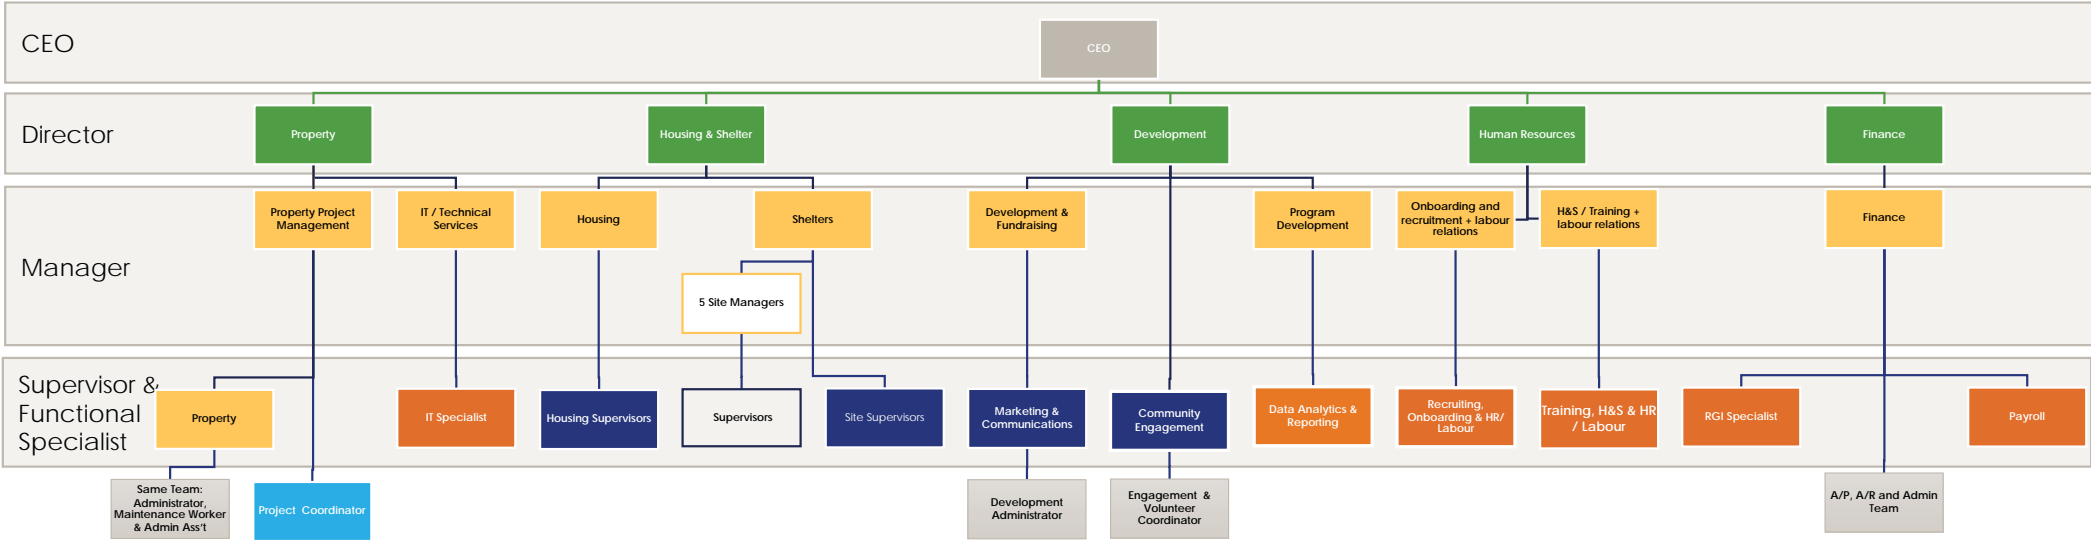 CEO
CEO
Director
Property
Housing & Shelter
Development
Human Resources
Finance
Manager
Property Project
Management
IT / Technical
Services
Housing
Shelters
Development &
Fundraising
Program
Development
Onboarding and
recruitment + labour
relations
H&S / Training +
labour relations
Finance
5 Site Managers
Supervisor &
Functional
Specialist
Property
IT Specialist
Housing Supervisors
Supervisors
Site Supervisors
Marketing &
Communications
Community
Engagement
Data Analytics &
Reporting
Recruiting,
Onboarding & HR/
Labour
Training, H&S & HR
/ Labour
RGI Specialist
Payroll
Same Team:
Administrator,
Maintenance Worker
& Admin Ass't
Project  Coordinator
Development
Administrator
Engagement  &
Volunteer
Coordinator
A/P, A/R and Admin
Team